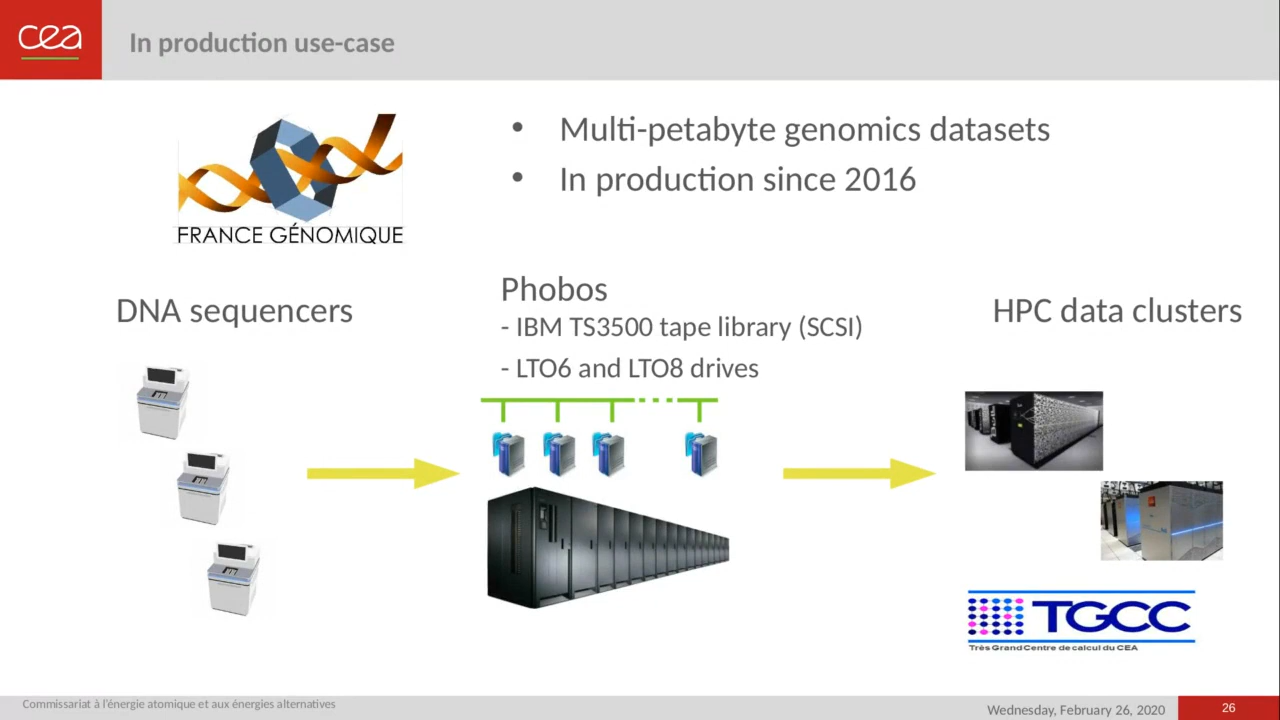 cea
In production use-case
• Multi-petabyte genomics datasets
• In production since 2016
FRANCE GÉNOMIQUE
DNA sequencers
Phobos
- IBM TS3500 tape library (SCSI)
- LTO6 and LTO8 drives
HPC data clusters
TGCC
Très Grand Centre de calcul du CEA
Commissariat à l'énergie atomique et aux énergies alternatives
Wednesday, February 26, 2020
26